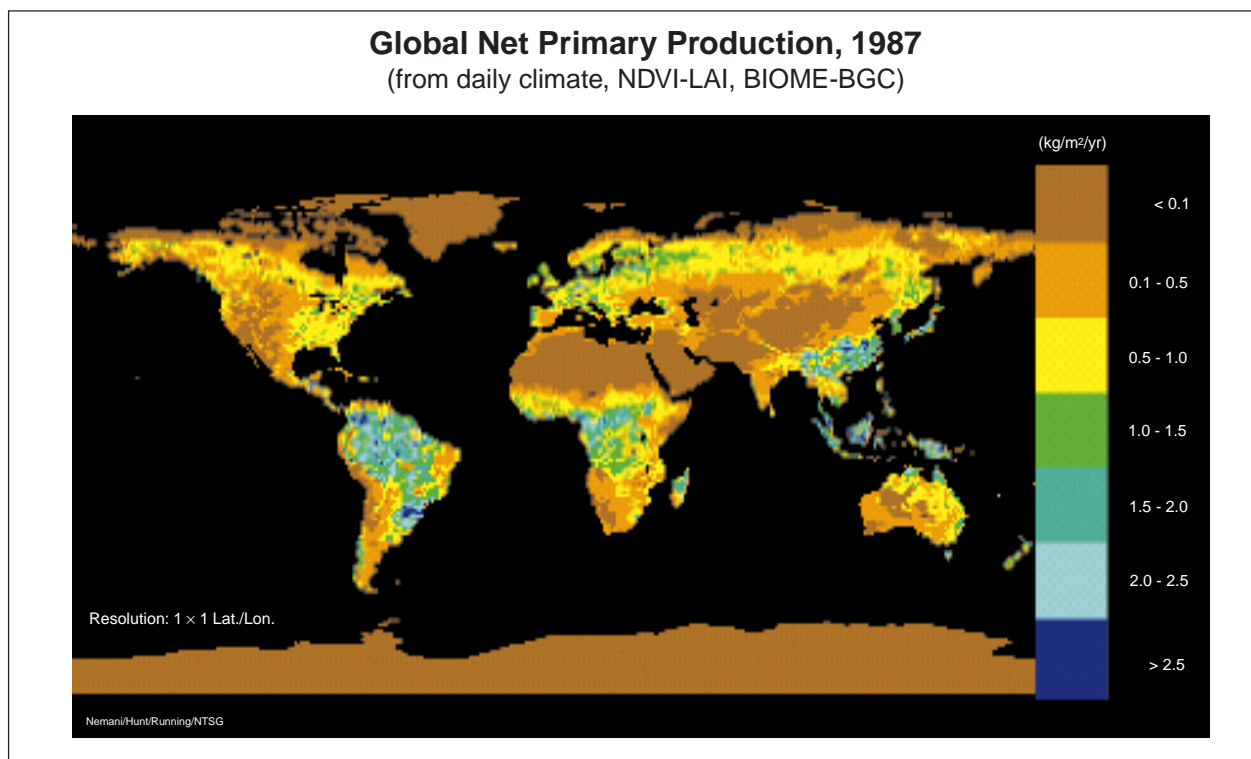 Global Net Primary Production, 1987
(from daily climate, NDVI-LAI, BIOME-BGC)
(kg/m²/yr)
< 0.1
0.1 - 0.5
0.5 - 1.0
1.0 - 1.5
1.5 - 2.0
2.0 - 2.5
> 2.5
Resolution: 1 × 1 Lat./Lon.
Nemani/Hunt/Running/NTSG